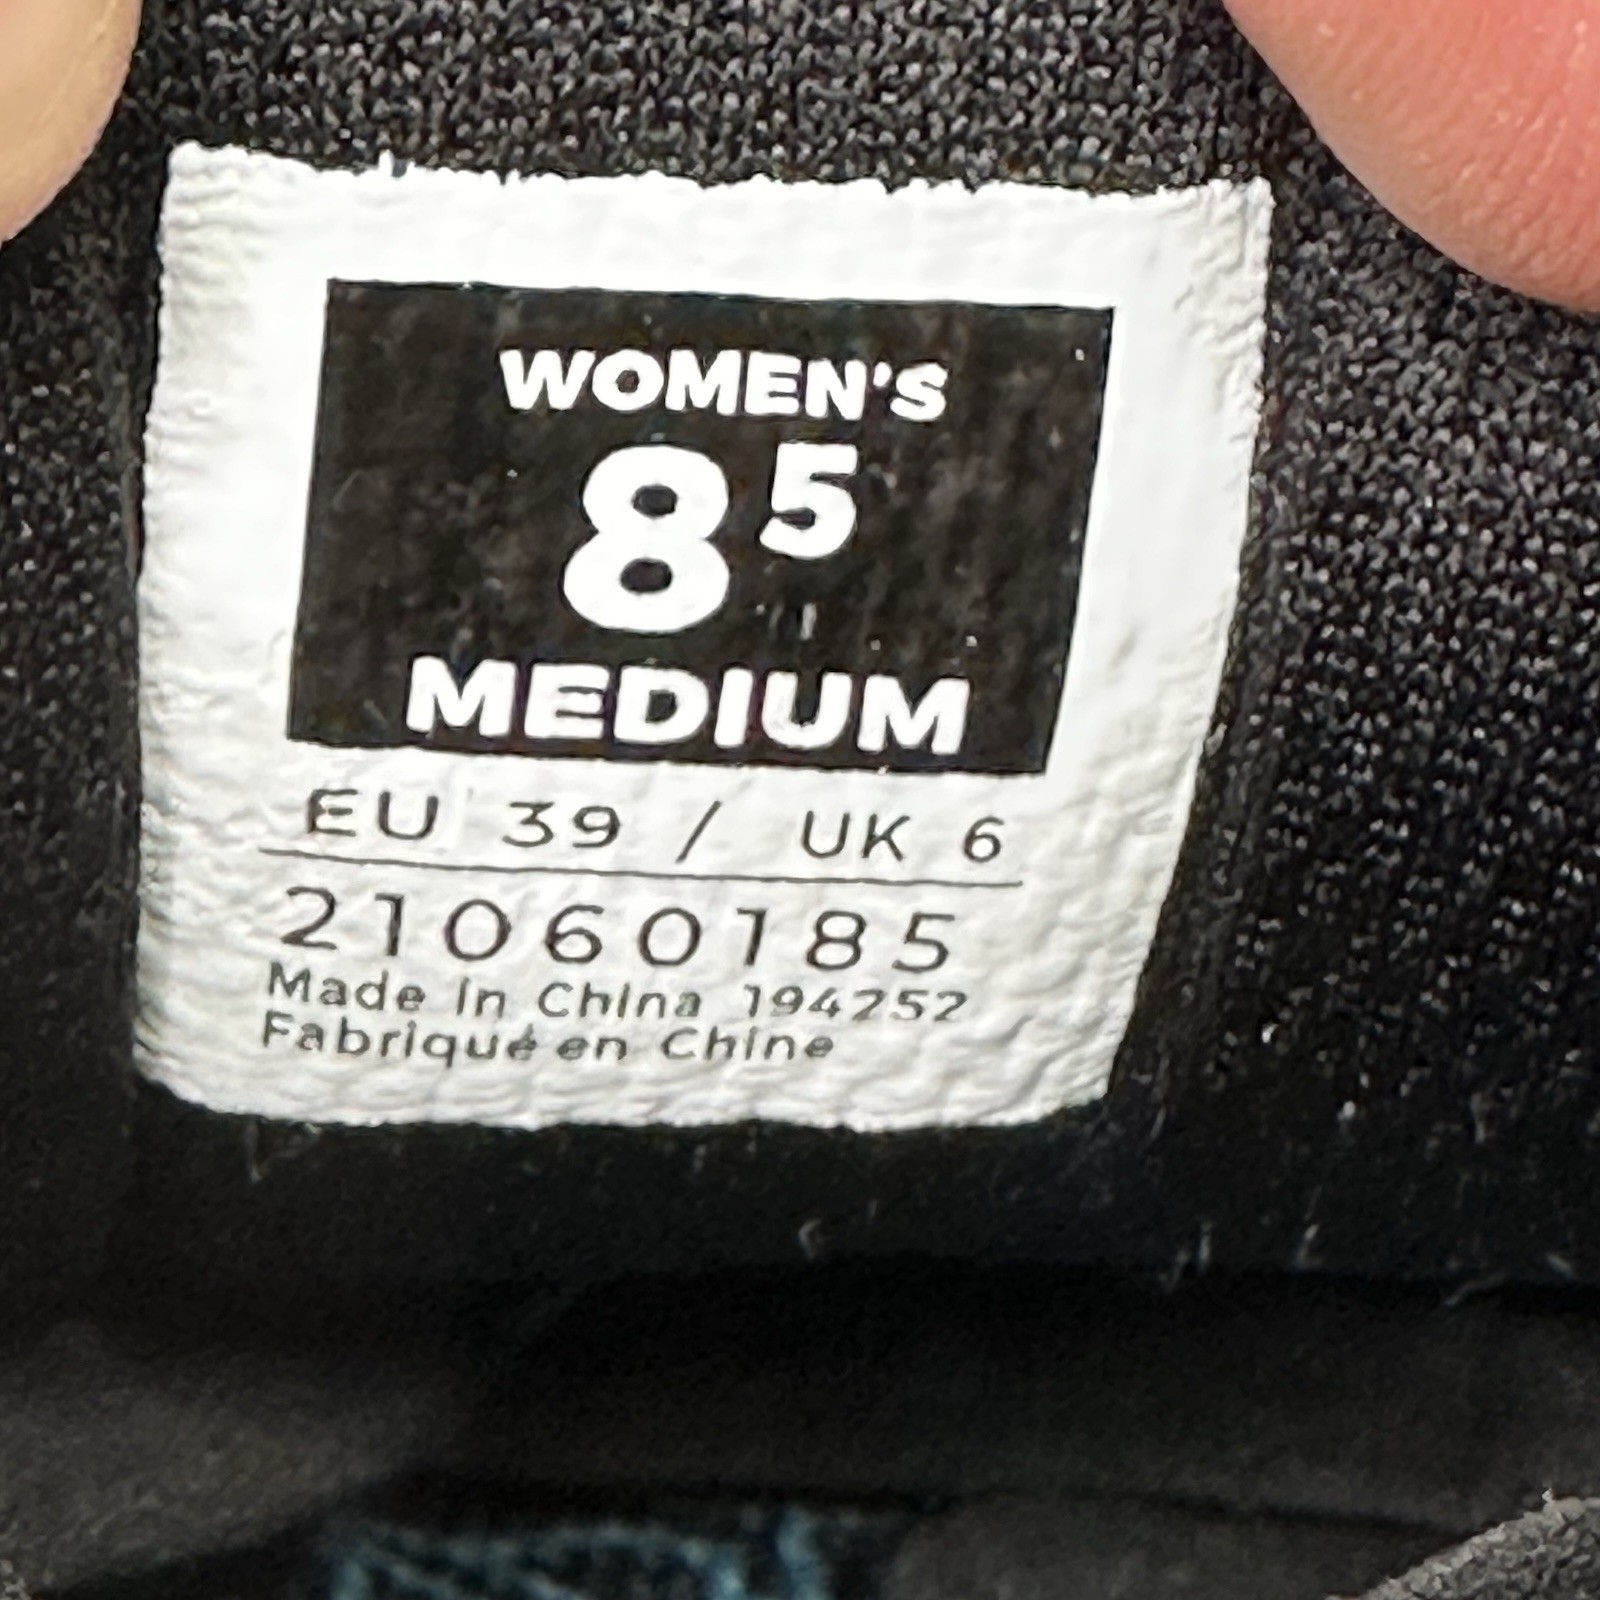 WOMEN'S
8⁵
MEDIUM
EU 39 / UK 6
21060185
Made in China 194252
Fabriqué en Chine